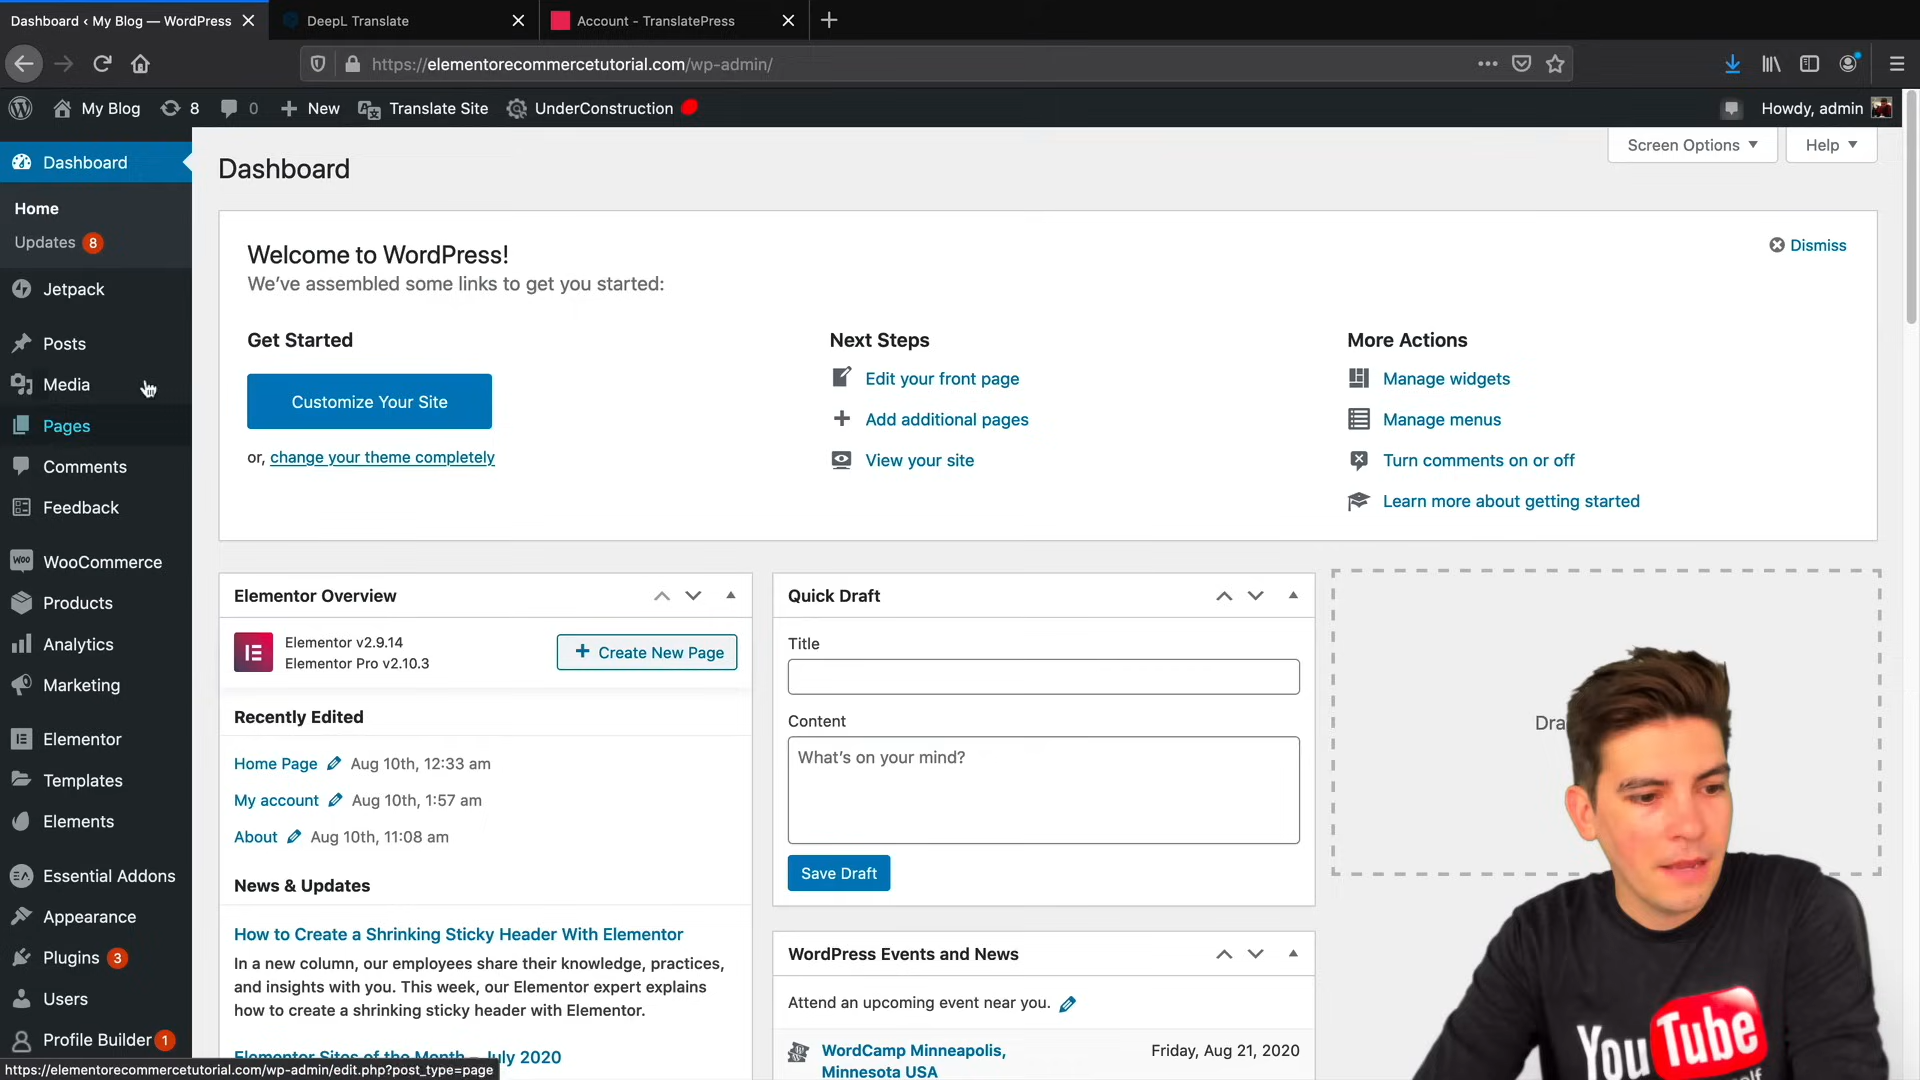 Dashboard ‹ My Blog — WordPress
DeepL Translate
Account - TranslatePress
https://elementorecommercetutorial.com/wp-admin/
My Blog
8
0
New
Translate Site
UnderConstruction
Howdy, admin
Dashboard
Home
Updates 8
Jetpack
Posts
Media
Pages
Comments
Feedback
WooCommerce
Products
Analytics
Marketing
Elementor
Templates
Elements
Essential Addons
Appearance
Plugins 3
Users
Profile Builder 1
https://elementorecommercetutorial.com/wp-admin/edit.php?post_type=page
Screen Options
Help
Dashboard
Welcome to WordPress!
Dismiss
We've assembled some links to get you started:
Get Started
Customize Your Site
or, change your theme completely
Next Steps
Edit your front page
Add additional pages
View your site
More Actions
Manage widgets
Manage menus
Turn comments on or off
Learn more about getting started
Elementor Overview
Elementor v2.9.14
Elementor Pro v2.10.3
Create New Page
Recently Edited
Home Page Aug 10th, 12:33 am
My account Aug 10th, 1:57 am
About Aug 10th, 11:08 am
News & Updates
How to Create a Shrinking Sticky Header With Elementor
In a new column, our employees share their knowledge, practices,
and insights with you. This week, our Elementor expert explains
how to create a shrinking sticky header with Elementor.
Elementor Sites of the Month – July 2020
Quick Draft
Title
Content
What's on your mind?
Save Draft
WordPress Events and News
Attend an upcoming event near you.
WordCamp Minneapolis,
Minnesota USA
Friday, Aug 21, 2020
Dra
YouTube